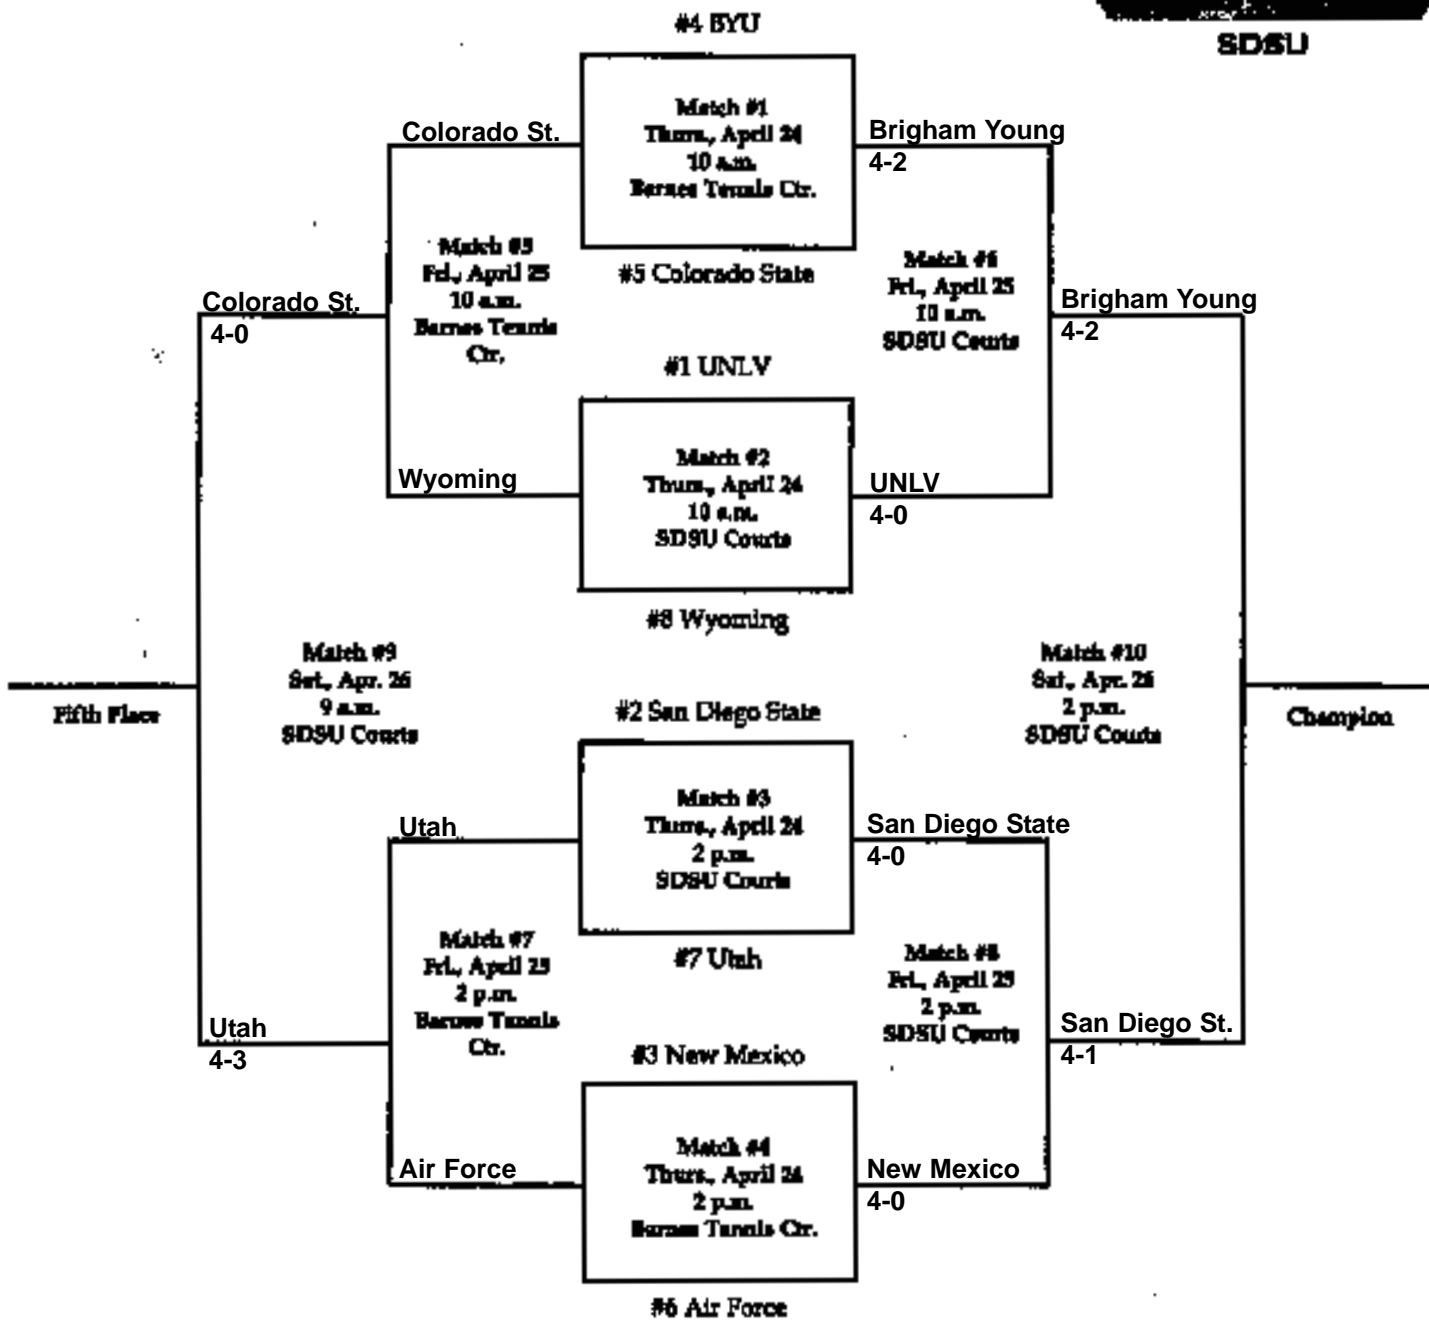 SDSU
#4 BYU
Match #1
Thurs., April 24
10 a.m.
Barnes Tennis Ctr.
#5 Colorado State
Colorado St.
Brigham Young
4-2
Match #5
Fri., April 25
10 a.m.
Barnes Tennis
Ctr.
Match #6
Fri., April 25
10 a.m.
SDSU Courts
Colorado St.
4-0
Brigham Young
4-2
#1 UNLV
Match #2
Thurs., April 24
10 a.m.
SDSU Courts
#8 Wyoming
Wyoming
UNLV
4-0
Match #9
Sat., Apr. 26
9 a.m.
SDSU Courts
Fifth Place
Match #10
Sat., Apr. 26
2 p.m.
SDSU Courts
Champion
#2 San Diego State
Match #3
Thurs., April 24
2 p.m.
SDSU Courts
#7 Utah
Utah
San Diego State
4-0
Match #7
Fri., April 25
2 p.m.
Barnes Tennis
Ctr.
Match #8
Fri., April 25
2 p.m.
SDSU Courts
Utah
4-3
San Diego St.
4-1
#3 New Mexico
Match #4
Thurs., April 24
2 p.m.
Barnes Tennis Ctr.
#6 Air Force
Air Force
New Mexico
4-0